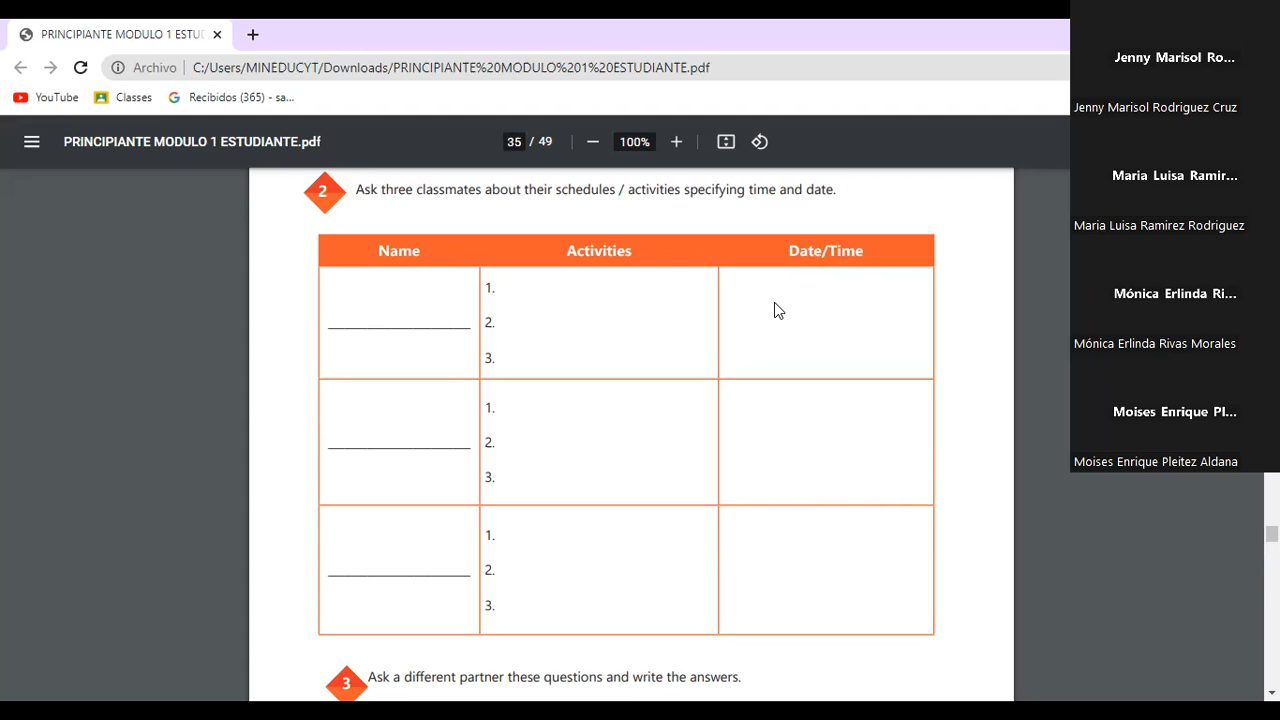 PRINCIPIANTE MODULO 1 ESTU
Archivo C:/Users/MINEDUCYT/Downloads/PRINCIPIANTE%20MODULO%201%20ESTUDIANTE.pdf
YouTube Classes Recibidos (365) - sa...
PRINCIPIANTE MODULO 1 ESTUDIANTE.pdf 35 / 49 100%
2 Ask three classmates about their schedules / activities specifying time and date.
Name Activities Date/Time
1.
2.
3.
1.
2.
3.
1.
2.
3.
3 Ask a different partner these questions and write the answers.
Jenny Marisol Ro...
Jenny Marisol Rodriguez Cruz
Maria Luisa Ramir...
Maria Luisa Ramirez Rodriguez
Mónica Erlinda Ri...
Mónica Erlinda Rivas Morales
Moises Enrique Pl...
Moises Enrique Pleitez Aldana